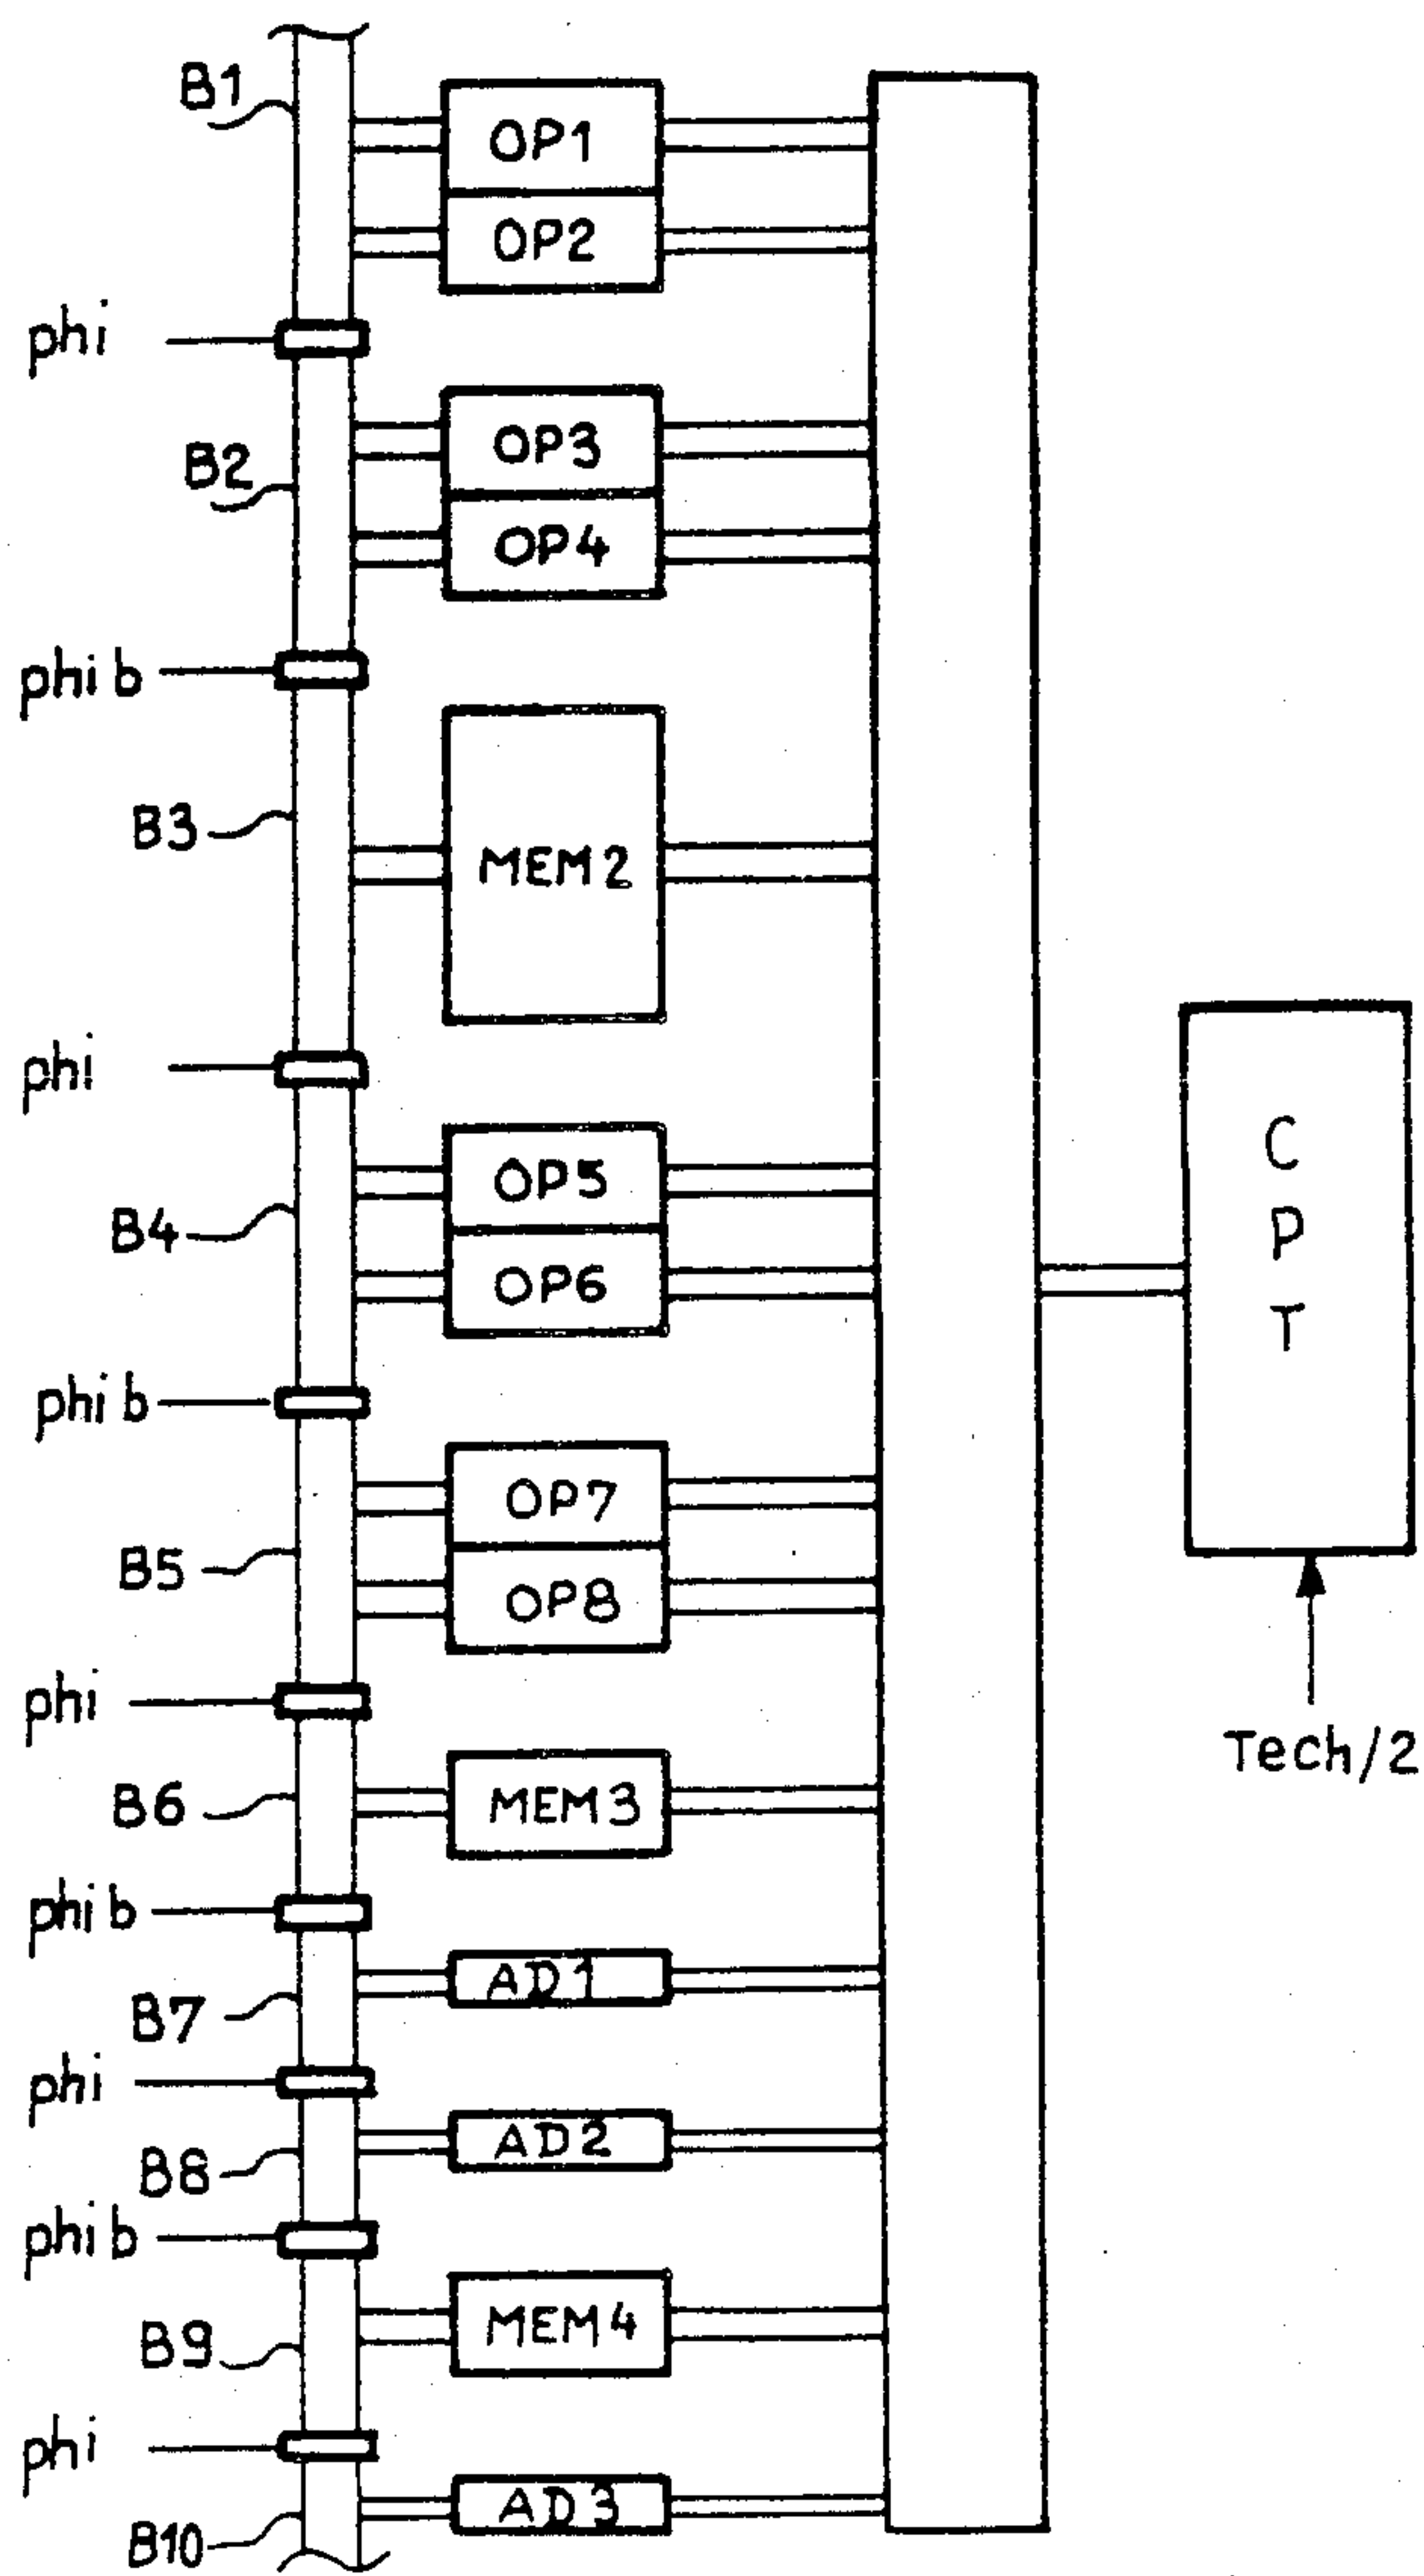 B1
OP1
OP2
phi
OP3
B2
OP4
phi b
B3
MEM2
phi
C
P
T
OP5
B4
OP6
phi b
OP7
B5
OP8
phi
Tech/2
B6
MEM3
phi b
AD1
B7
phi
AD2
B8
phi b
MEM4
B9
phi
AD3
B10